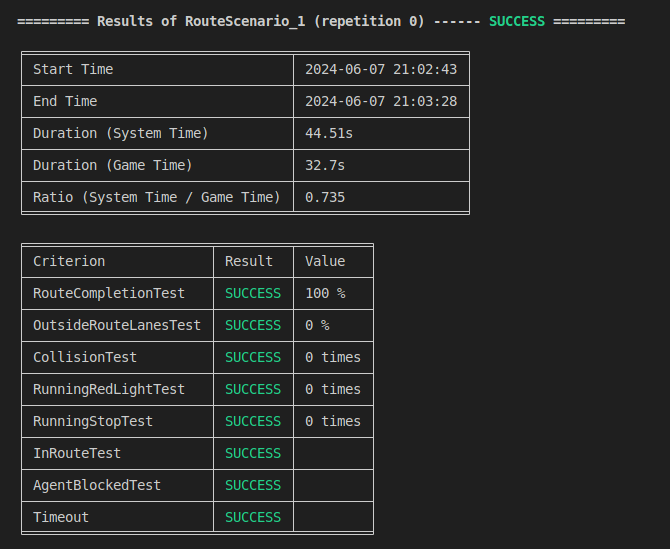 ========= Results of RouteScenario_1 (repetition 0) ------ SUCCESS =========
Start Time 2024-06-07 21:02:43
End Time 2024-06-07 21:03:28
Duration (System Time) 44.51s
Duration (Game Time) 32.7s
Ratio (System Time / Game Time) 0.735
Criterion Result Value
RouteCompletionTest SUCCESS 100 %
OutsideRouteLanesTest SUCCESS 0 %
CollisionTest SUCCESS 0 times
RunningRedLightTest SUCCESS 0 times
RunningStopTest SUCCESS 0 times
InRouteTest SUCCESS
AgentBlockedTest SUCCESS
Timeout SUCCESS